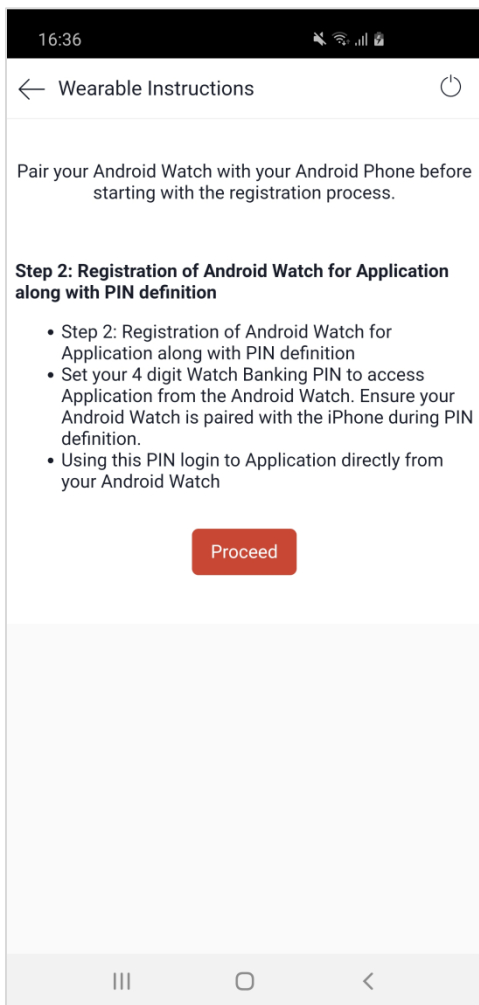 16:36
Wearable Instructions
Pair your Android Watch with your Android Phone before
starting with the registration process.
Step 2: Registration of Android Watch for Application
along with PIN definition
• Step 2: Registration of Android Watch for
Application along with PIN definition
• Set your 4 digit Watch Banking PIN to access
Application from the Android Watch. Ensure your
Android Watch is paired with the iPhone during PIN
definition.
• Using this PIN login to Application directly from
your Android Watch
Proceed